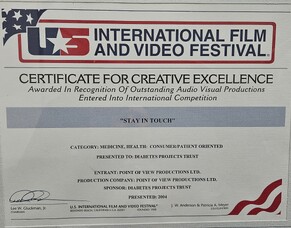 U★S INTERNATIONAL FILM
AND VIDEO FESTIVAL
CERTIFICATE FOR CREATIVE EXCELLENCE
Awarded In Recognition Of Outstanding Audio Visual Productions
Entered Into International Competition
"STAY IN TOUCH"
CATEGORY: MEDICINE, HEALTH: CONSUMER/PATIENT ORIENTED
PRESENTED TO: DIABETES PROJECTS TRUST
ENTRANT: POINT OF VIEW PRODUCTIONS LTD.
PRODUCTION COMPANY: POINT OF VIEW PRODUCTIONS LTD.
SPONSOR: DIABETES PROJECTS TRUST
PRESENTED: 2004
U.S. INTERNATIONAL FILM AND VIDEO FESTIVAL
J. W. Anderson & Patricia E. Meyer